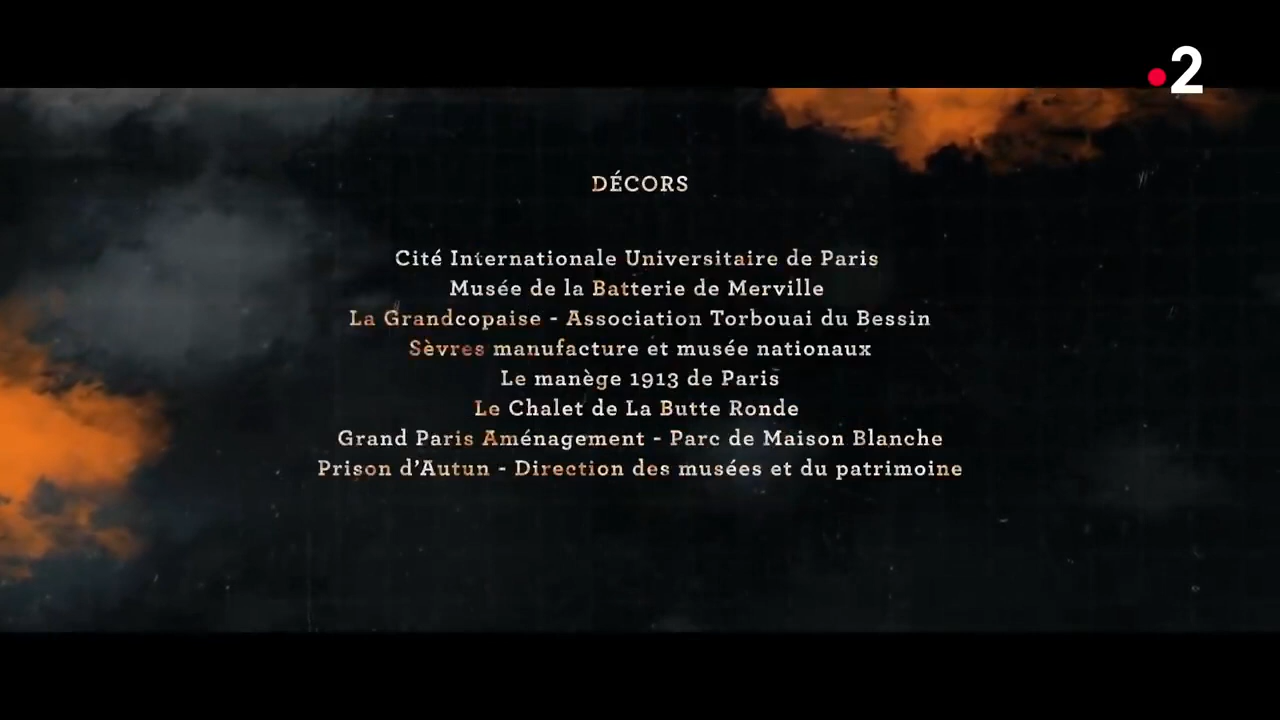 2
DÉCORS
Cité Internationale Universitaire de Paris
Musée de la Batterie de Merville
La Grandcopaise - Association Torbouai du Bessin
Sèvres manufacture et musée nationaux
Le manège 1913 de Paris
Le Chalet de La Butte Ronde
Grand Paris Aménagement - Parc de Maison Blanche
Prison d'Autun - Direction des musées et du patrimoine